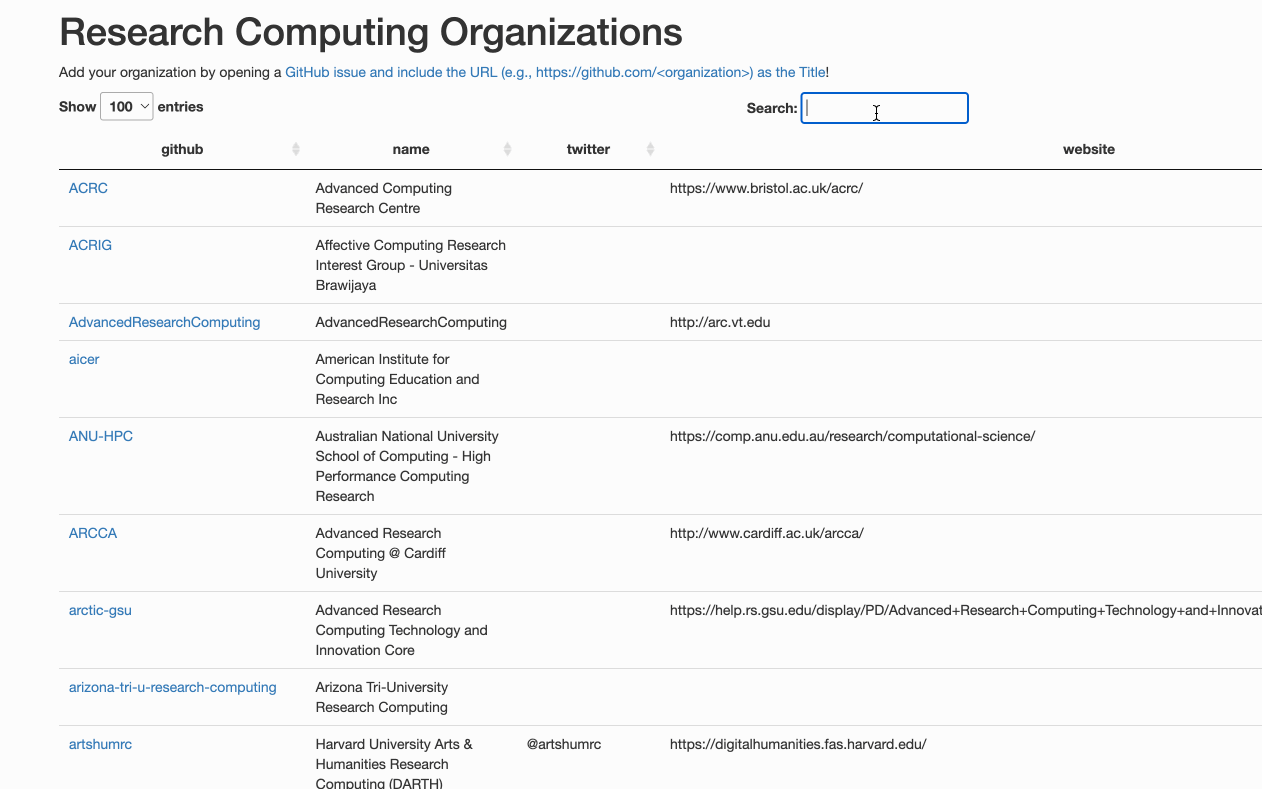 Research Computing Organizations
Add your organization by opening a GitHub issue and include the URL (e.g., https://github.com/<organization>) as the Title!
Show 100 entries Search:
github name twitter website
ACRC Advanced Computing https://www.bristol.ac.uk/acrc/
Research Centre
ACRIG Affective Computing Research
Interest Group - Universitas
Brawijaya
AdvancedResearchComputing AdvancedResearchComputing http://arc.vt.edu
aicer American Institute for
Computing Education and
Research Inc
ANU-HPC Australian National University https://comp.anu.edu.au/research/computational-science/
School of Computing - High
Performance Computing
Research
ARCCA Advanced Research http://www.cardiff.ac.uk/arcca/
Computing @ Cardiff
University
arctic-gsu Advanced Research https://help.rs.gsu.edu/display/PD/Advanced+Research+Computing+Technology+and+Innovat
Computing Technology and
Innovation Core
arizona-tri-u-research-computing Arizona Tri-University
Research Computing
artshumrc Harvard University Arts & @artshumrc https://digitalhumanities.fas.harvard.edu/
Humanities Research
Computing (DARTH)